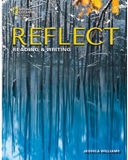 REFLECT
READING & WRITING
JESSICA WILLIAMS